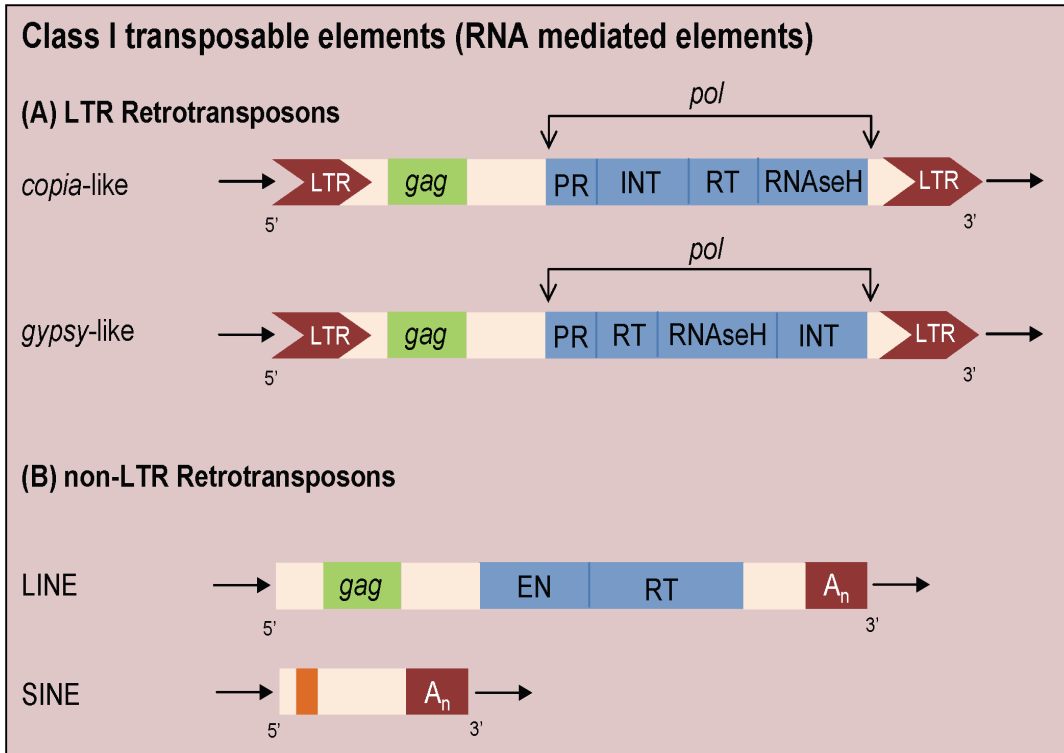 Class I transposable elements (RNA mediated elements)
(A) LTR Retrotransposons
pol
copia-like LTR gag PR INT RT RNAseH LTR
5’ 3’
pol
gypsy-like LTR gag PR RT RNAseH INT LTR
5’ 3’
(B) non-LTR Retrotransposons
LINE gag EN RT An
5’ 3’
SINE An
5’ 3’